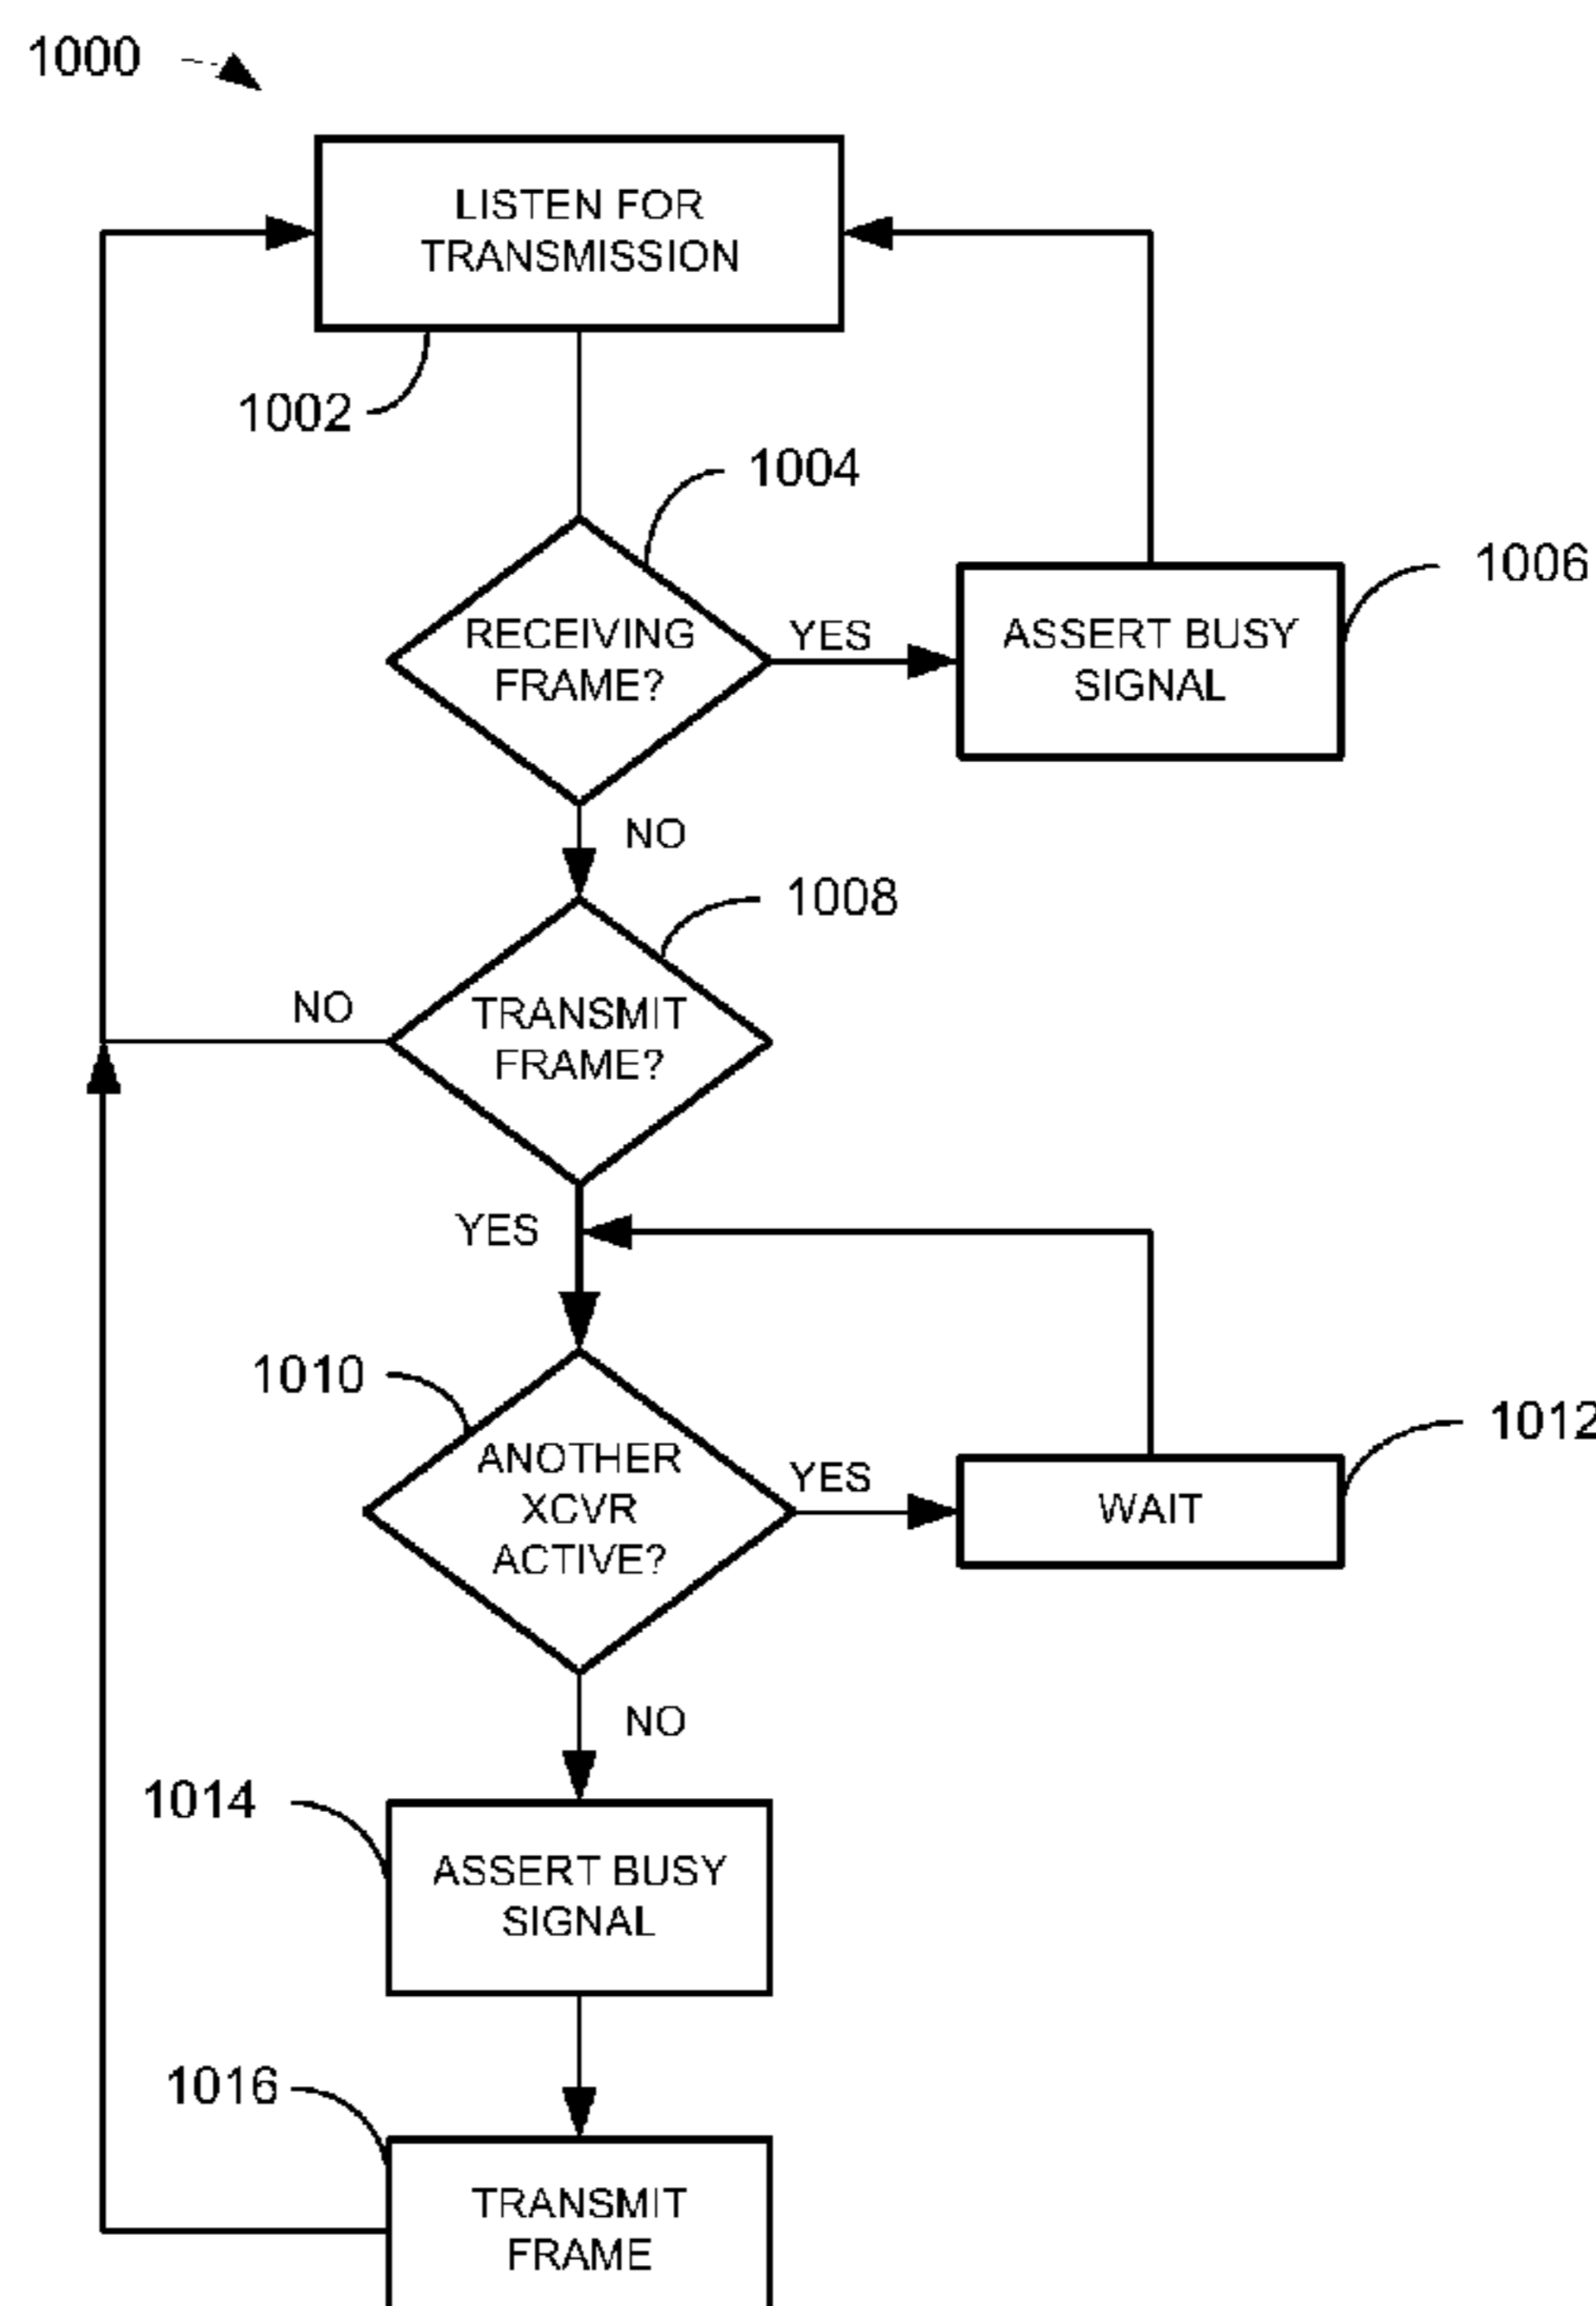 1000
LISTEN FOR
TRANSMISSION
1002
1004
RECEIVING
FRAME?
YES
ASSERT BUSY
SIGNAL
1006
NO
1008
TRANSMIT
FRAME?
NO
YES
1010
ANOTHER
XCVR
ACTIVE?
YES
WAIT
1012
NO
1014
ASSERT BUSY
SIGNAL
1016
TRANSMIT
FRAME